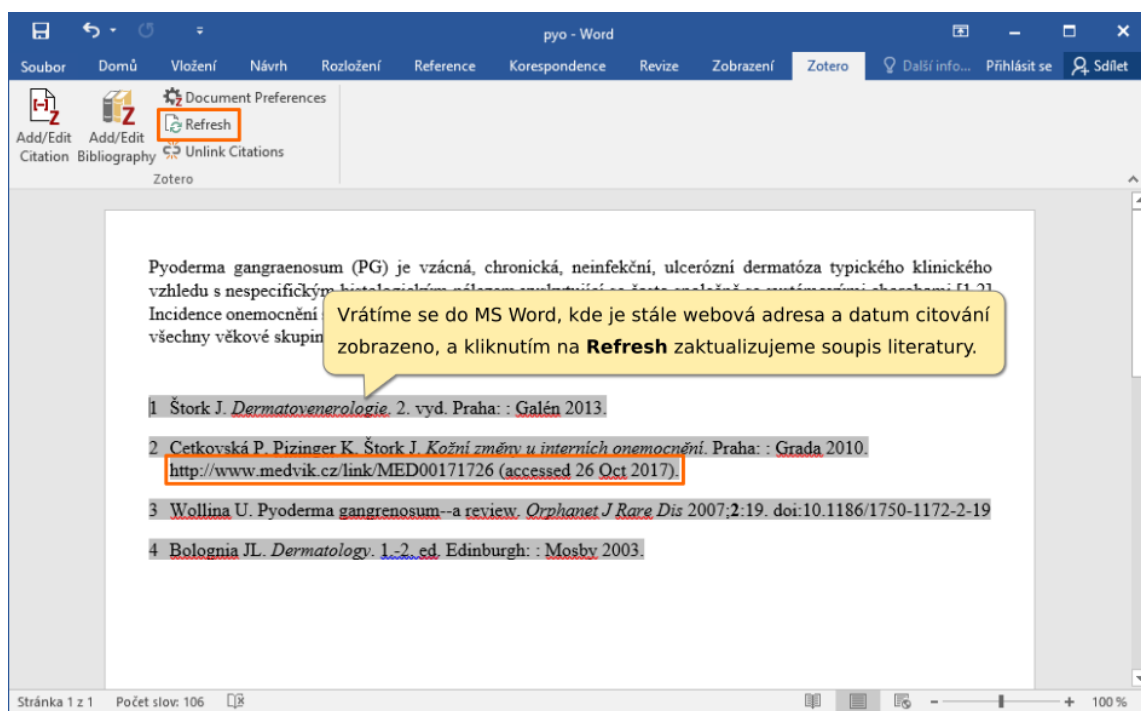 pyo - Word
Soubor Domů Vložení Návrh Rozložení Reference Korespondence Revize Zobrazení Zotero Další info... Přihlásit se Sdílet
Add/Edit Citation
Add/Edit Bibliography
Document Preferences
Refresh
Unlink Citations
Zotero
Pyoderma gangraenosum (PG) je vzácná, chronická, neinfekční, ulcerózní dermatóza typického klinického
vzhledu s nespecifickým
Incidence onemocnění
všechny věkové skupin
Vrátíme se do MS Word, kde je stále webová adresa a datum citování
zobrazeno, a kliknutím na Refresh zaktualizujeme soupis literatury.
1 Štork J. Dermatovenerologie. 2. vyd. Praha: : Galén 2013.
2 Cetkovská P. Pizinger K. Štork J. Kožní změny u interních onemocnění. Praha: : Grada 2010.
http://www.medvik.cz/link/MED00171726 (accessed 26 Oct 2017).
3 Wollina U. Pyoderma gangrenosum--a review. Orphanet J Rare Dis 2007;2:19. doi:10.1186/1750-1172-2-19
4 Bolognia JL. Dermatology. 1.-2. ed. Edinburgh: : Mosby 2003.
Stránka 1 z 1 Počet slov: 106 100 %